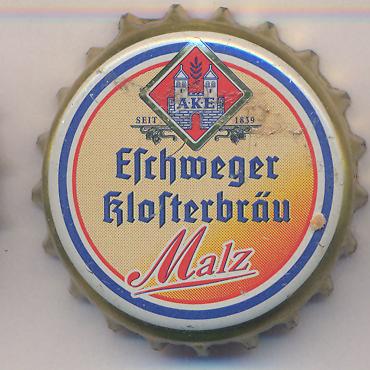 AKE
SEIT 1839
Eſchweger
Kloſterbräu
Malz